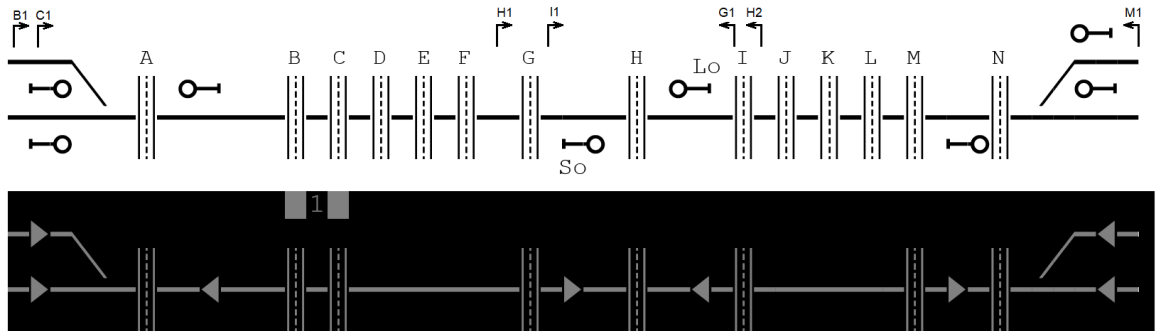 B1 C1 H1 I1 G1 H2 M1
A B C D E F G H Lo I J K L M N
So
1